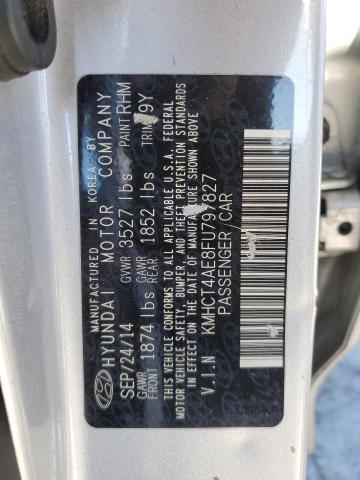 MANUFACTURED IN KOREA BY
HYUNDAI MOTOR COMPANY
SEP/24/14 GVWR 3527 lbs PAINT RHM
GAWR FRONT 1874 lbs GAWR REAR 1852 lbs TRIM 9Y
THIS VEHICLE CONFORMS TO ALL APPLICABLE U.S.A FEDERAL
MOTOR VEHICLE SAFETY, BUMPER, AND THEFT PREVENTION STANDARDS
IN EFFECT ON THE DATE OF MANUFACTURE SHOWN ABOVE.
V.I.N
PASSENGER CAR